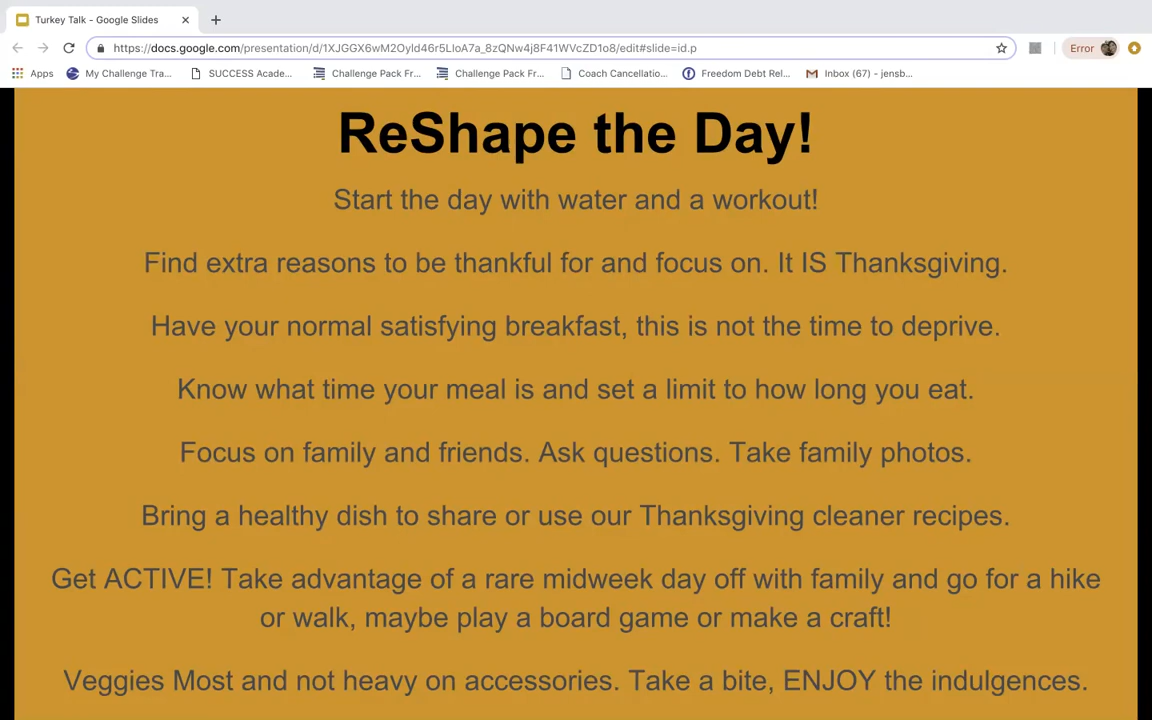 Turkey Talk - Google Slides
https://docs.google.com/presentation/d/1XJGGX6wM2Oyld46r5LIoA7a_8zQNw4j8F41WVcZD1o8/edit#slide=id.p
Error
Apps My Challenge Tra... SUCCESS Acade... Challenge Pack Fr... Challenge Pack Fr... Coach Cancellatio... Freedom Debt Rel... Inbox (67) - jensb...
ReShape the Day!
Start the day with water and a workout!
Find extra reasons to be thankful for and focus on. It IS Thanksgiving.
Have your normal satisfying breakfast, this is not the time to deprive.
Know what time your meal is and set a limit to how long you eat.
Focus on family and friends. Ask questions. Take family photos.
Bring a healthy dish to share or use our Thanksgiving cleaner recipes.
Get ACTIVE! Take advantage of a rare midweek day off with family and go for a hike
or walk, maybe play a board game or make a craft!
Veggies Most and not heavy on accessories. Take a bite, ENJOY the indulgences.